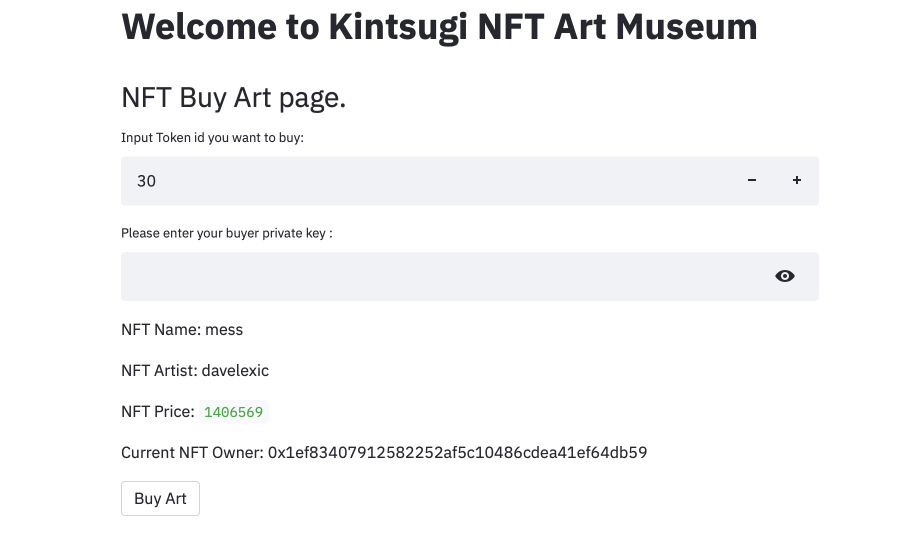 Welcome to Kintsugi NFT Art Museum
NFT Buy Art page.
Input Token id you want to buy:
30
Please enter your buyer private key :
NFT Name: mess
NFT Artist: davelexic
NFT Price: 1406569
Current NFT Owner: 0x1ef83407912582252af5c10486cdea41ef64db59
Buy Art